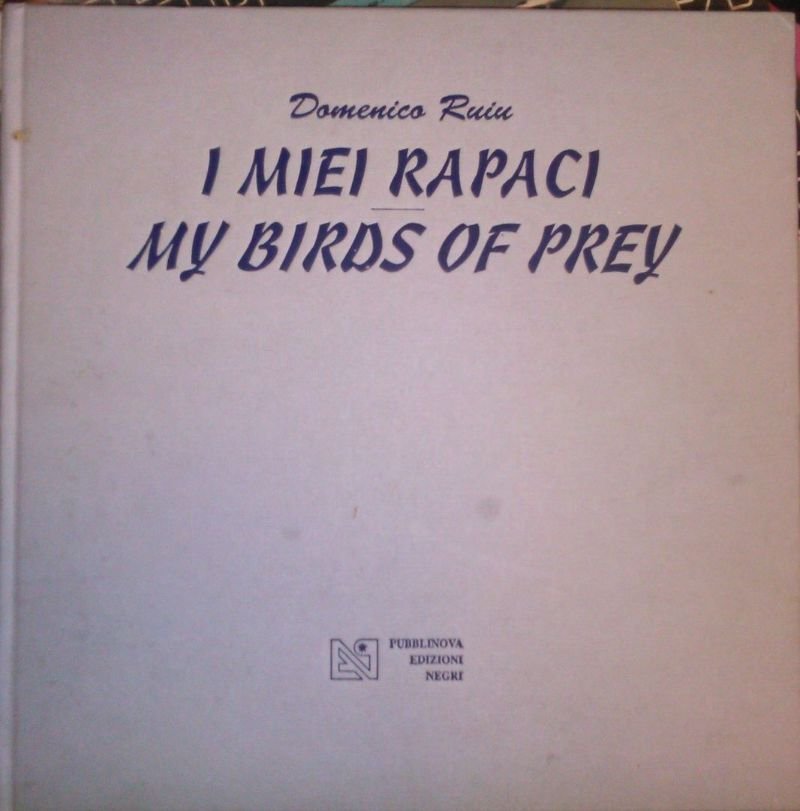 Domenico Ruiu
I MIEI RAPACI
MY BIRDS OF PREY
PUBBLINOVA
EDIZIONI
NEGRI